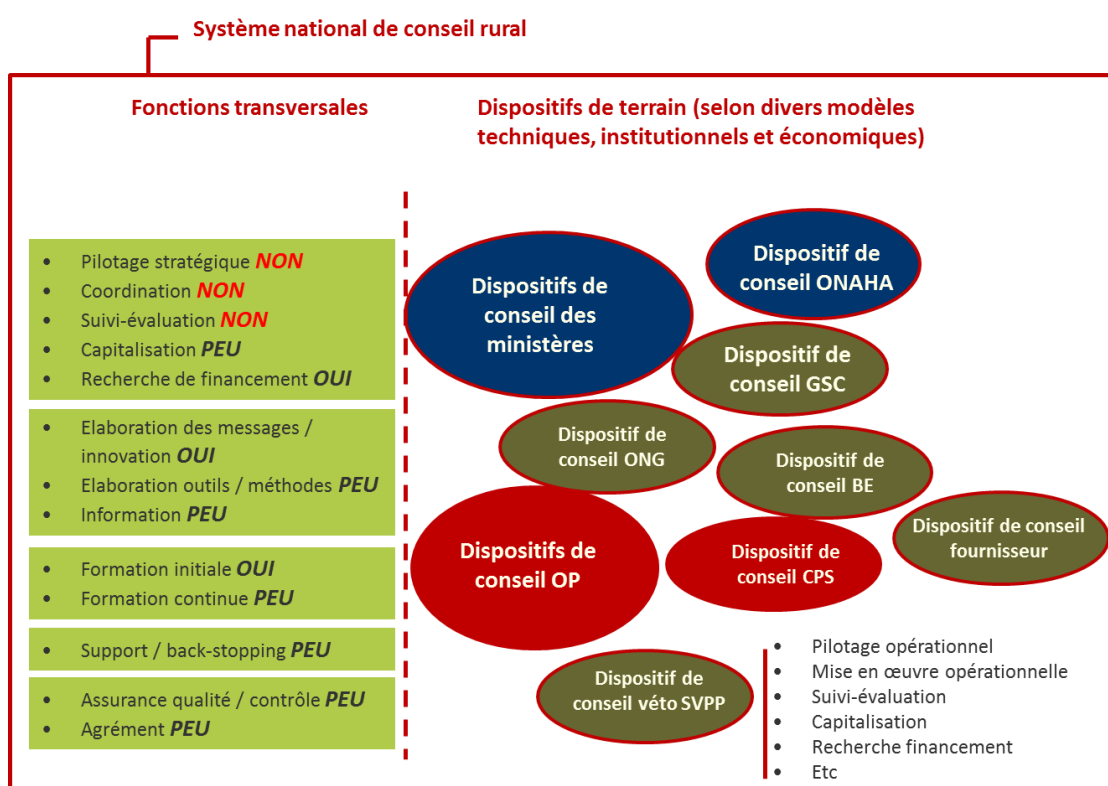 Système national de conseil rural
Fonctions transversales
Dispositifs de terrain (selon divers modèles
techniques, institutionnels et économiques)
• Pilotage stratégique NON
• Coordination NON
• Suivi-évaluation NON
• Capitalisation PEU
• Recherche de financement OUI
• Elaboration des messages /
innovation OUI
• Elaboration outils / méthodes PEU
• Information PEU
• Formation initiale OUI
• Formation continue PEU
• Support / back-stopping PEU
• Assurance qualité / contrôle PEU
• Agrément PEU
Dispositifs de
conseil des
ministères
Dispositif de
conseil ONAHA
Dispositif de
conseil GSC
Dispositif de
conseil ONG
Dispositif de
conseil BE
Dispositif de conseil
fournisseur
Dispositifs de
conseil OP
Dispositif de
conseil CPS
Dispositif de
conseil véto SVPP
• Pilotage opérationnel
• Mise en œuvre opérationnelle
• Suivi-évaluation
• Capitalisation
• Recherche financement
• Etc